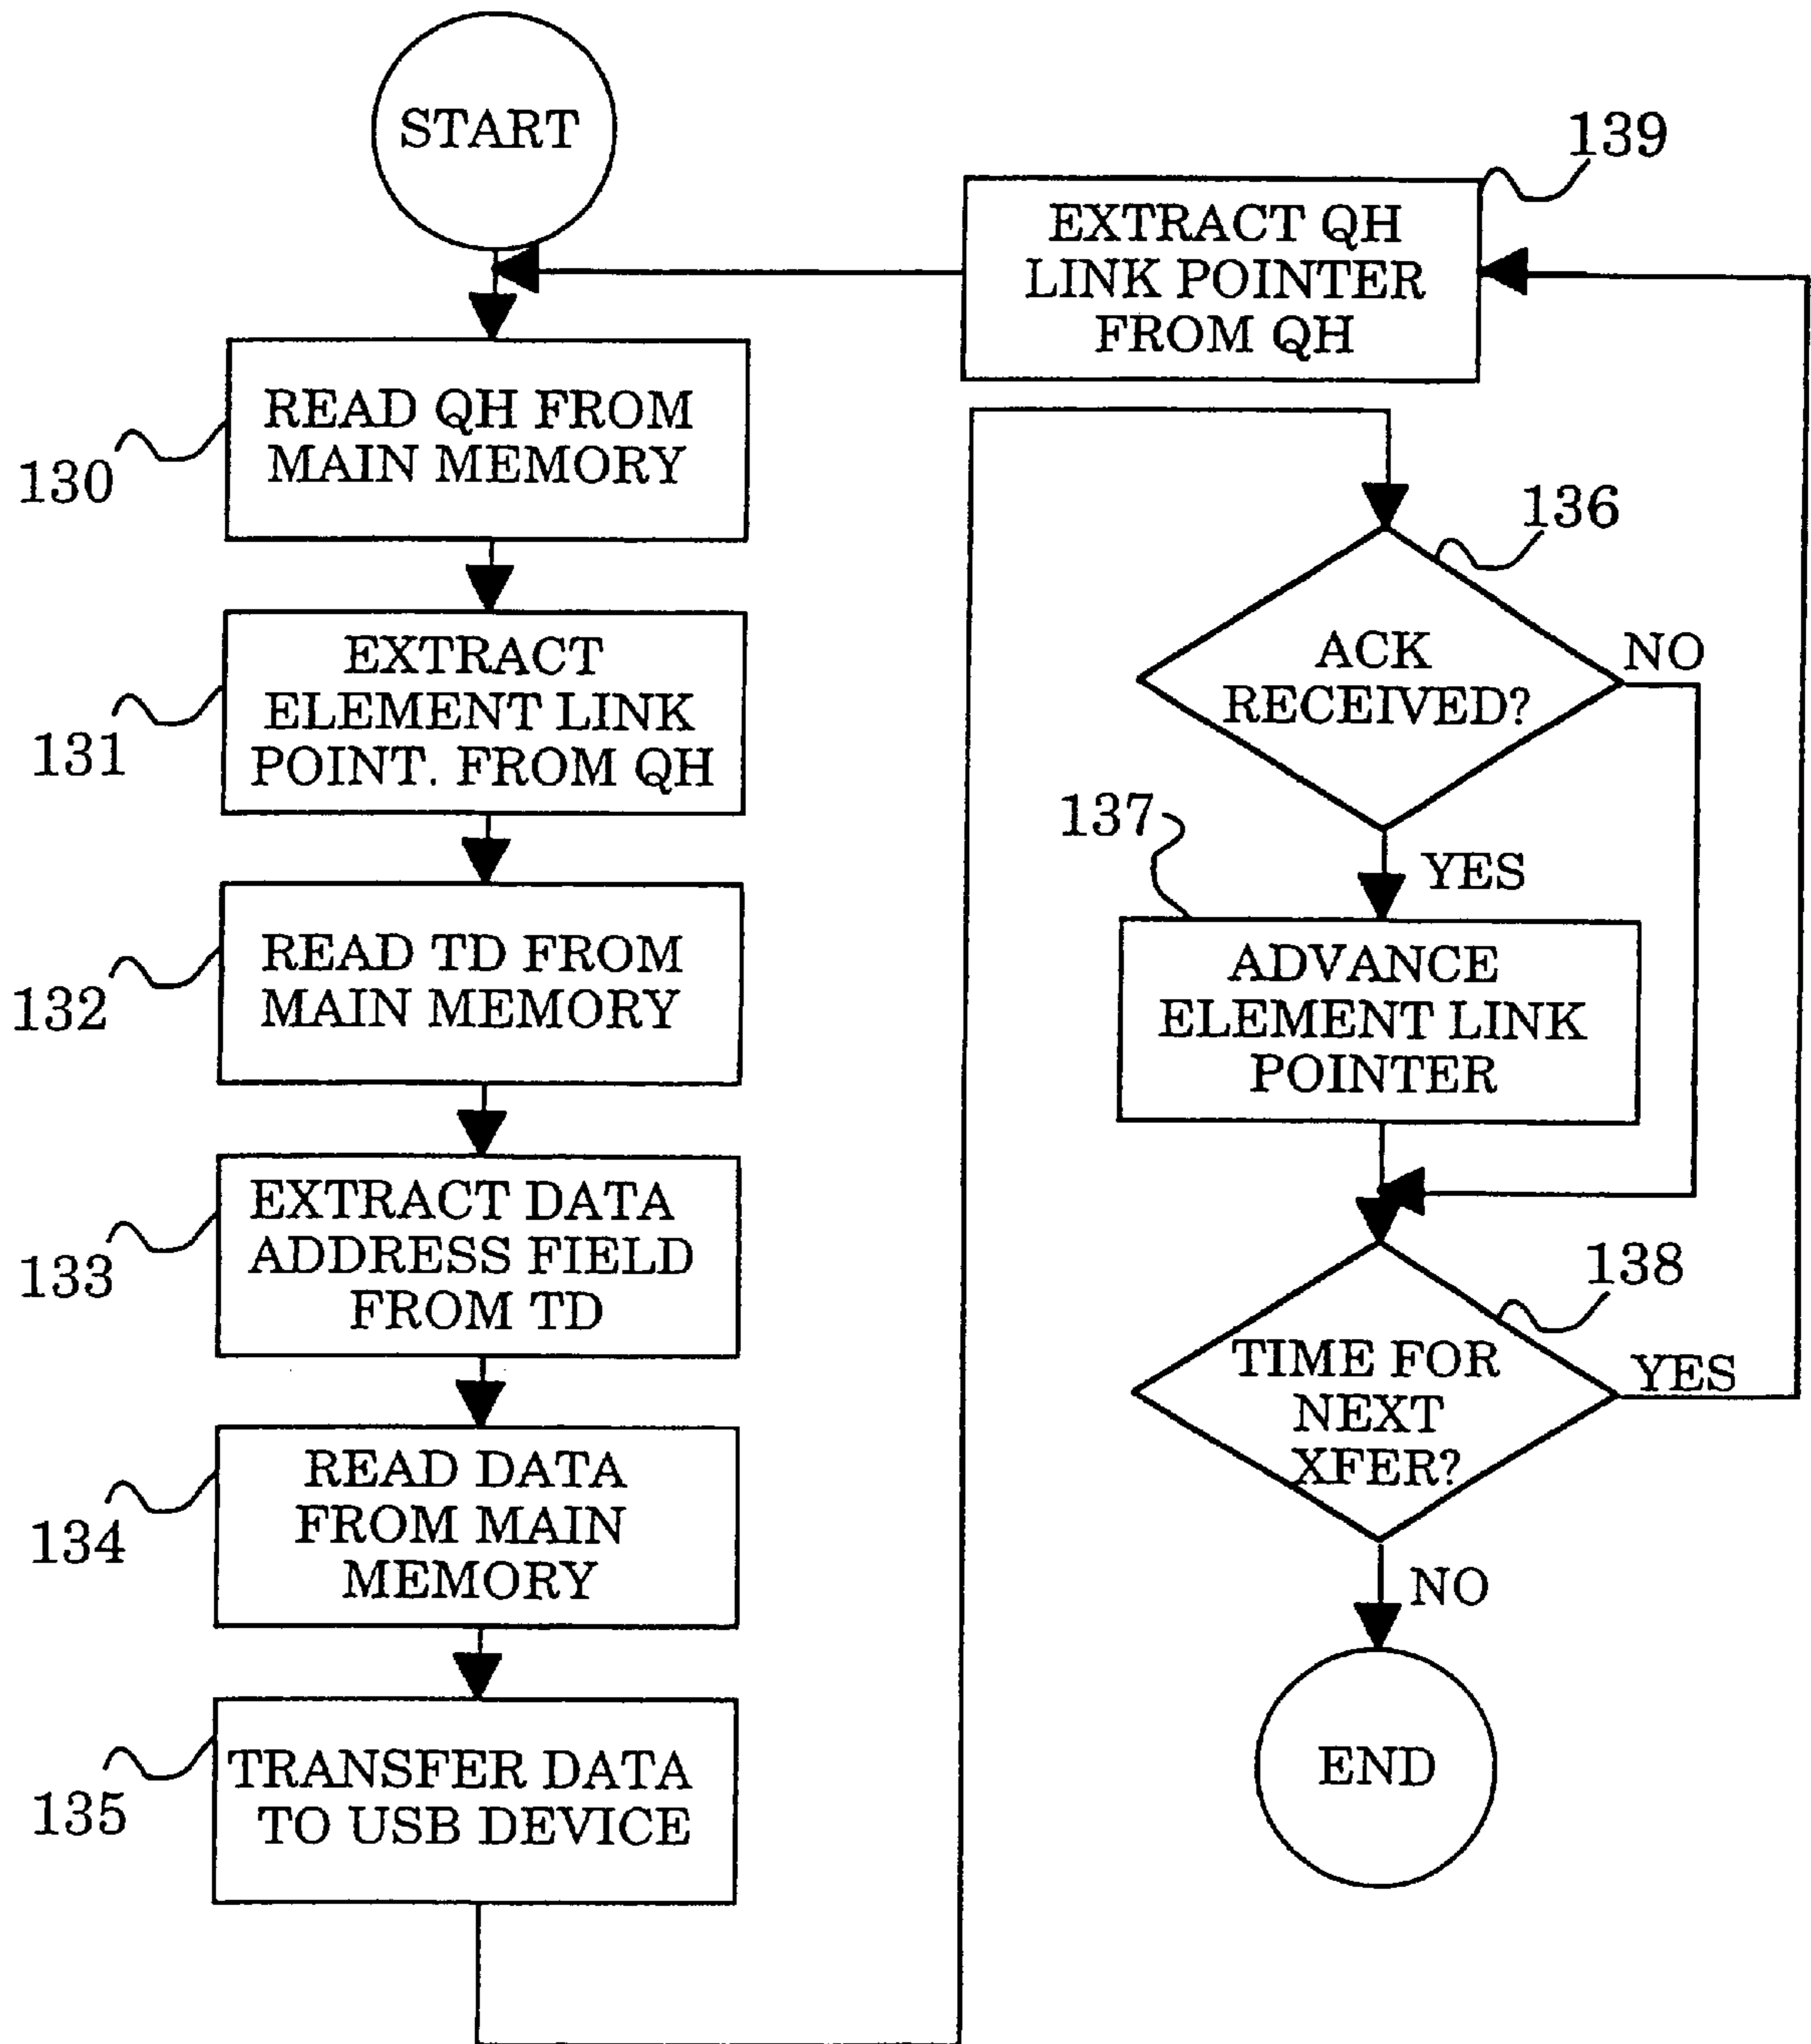 START
READ QH FROM
MAIN MEMORY
130
EXTRACT
ELEMENT LINK
POINT. FROM QH
131
READ TD FROM
MAIN MEMORY
132
EXTRACT DATA
ADDRESS FIELD
FROM TD
133
READ DATA
FROM MAIN
MEMORY
134
TRANSFER DATA
TO USB DEVICE
135
139
EXTRACT QH
LINK POINTER
FROM QH
136
ACK
RECEIVED?
NO
YES
137
ADVANCE
ELEMENT LINK
POINTER
138
TIME FOR
NEXT
XFER?
YES
NO
END